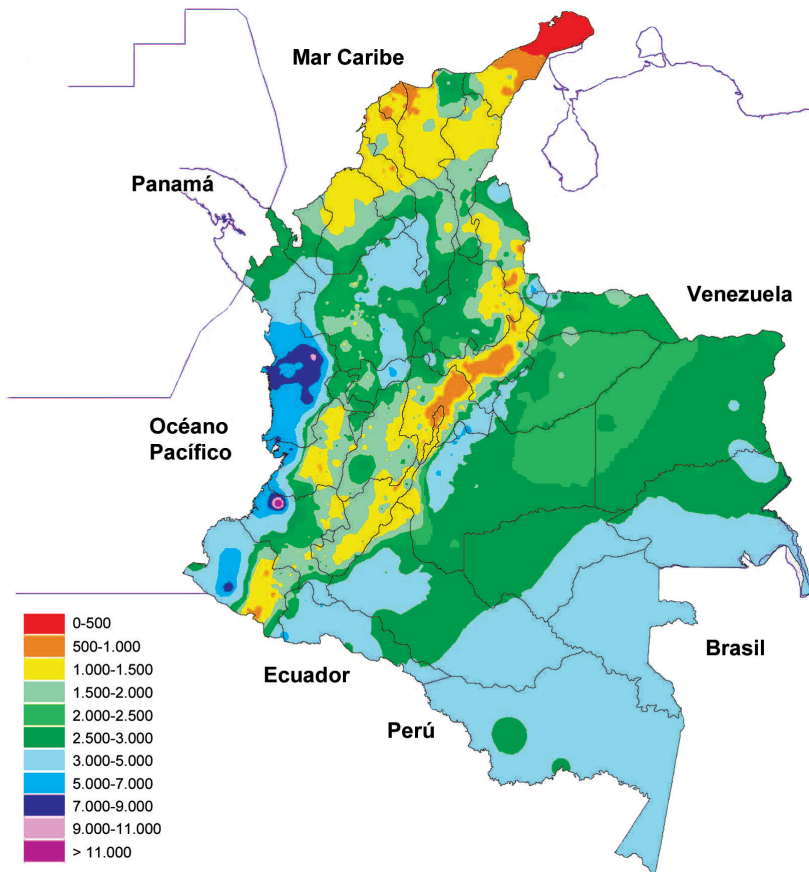 Mar Caribe
Panamá
Venezuela
Océano
Pacífico
0-500
500-1.000
1.000-1.500
1.500-2.000
2.000-2.500
2.500-3.000
3.000-5.000
5.000-7.000
7.000-9.000
9.000-11.000
> 11.000
Ecuador
Brasil
Perú